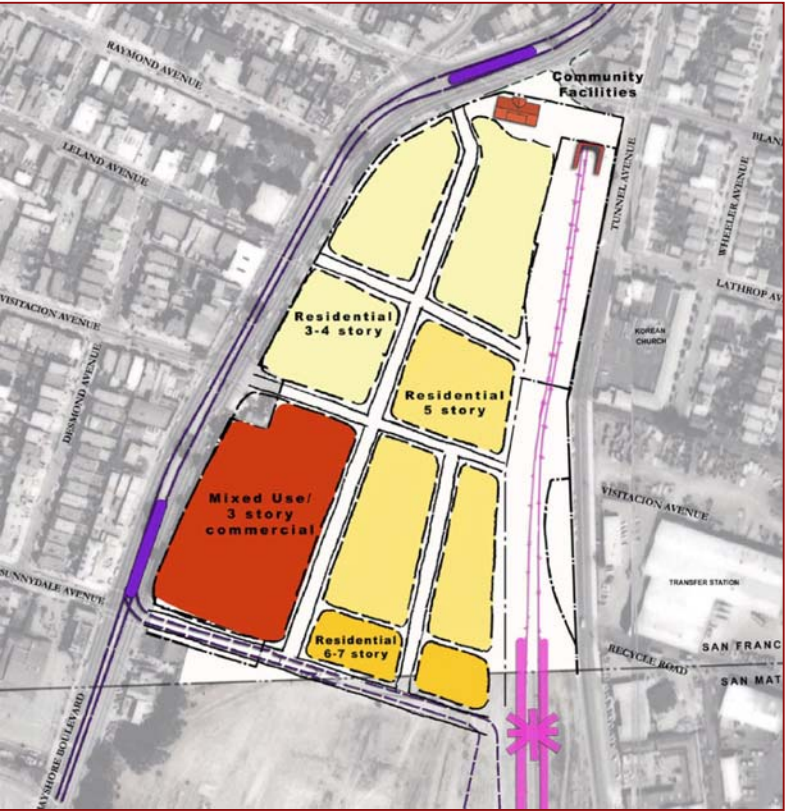 RAYMOND AVENUE
Community
Facilities
LELAND AVENUE
TUNNEL AVENUE
WHEELER AVENUE
LATHROP AV
VISITACION AVENUE
Residential
3-4 story
KOREAN
CHURCH
DESMOND AVENUE
Residential
5 story
Mixed Use/
3 story
commercial
VISITACION AVENUE
TRANSFER STATION
SUNNYDALE AVENUE
Residential
6-7 story
RECYCLE ROAD
SAN FRANC
SAN MAT
AYSHORE BOULEVARD